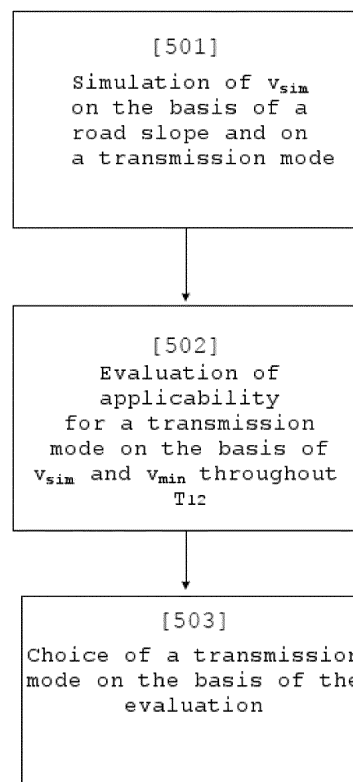 [501]
Simulation of vsim
on the basis of a
road slope and on
a transmission mode
[502]
Evaluation of
applicability
for a transmission
mode on the basis of
vsim and vmin throughout
T12
[503]
Choice of a transmission
mode on the basis of the
evaluation